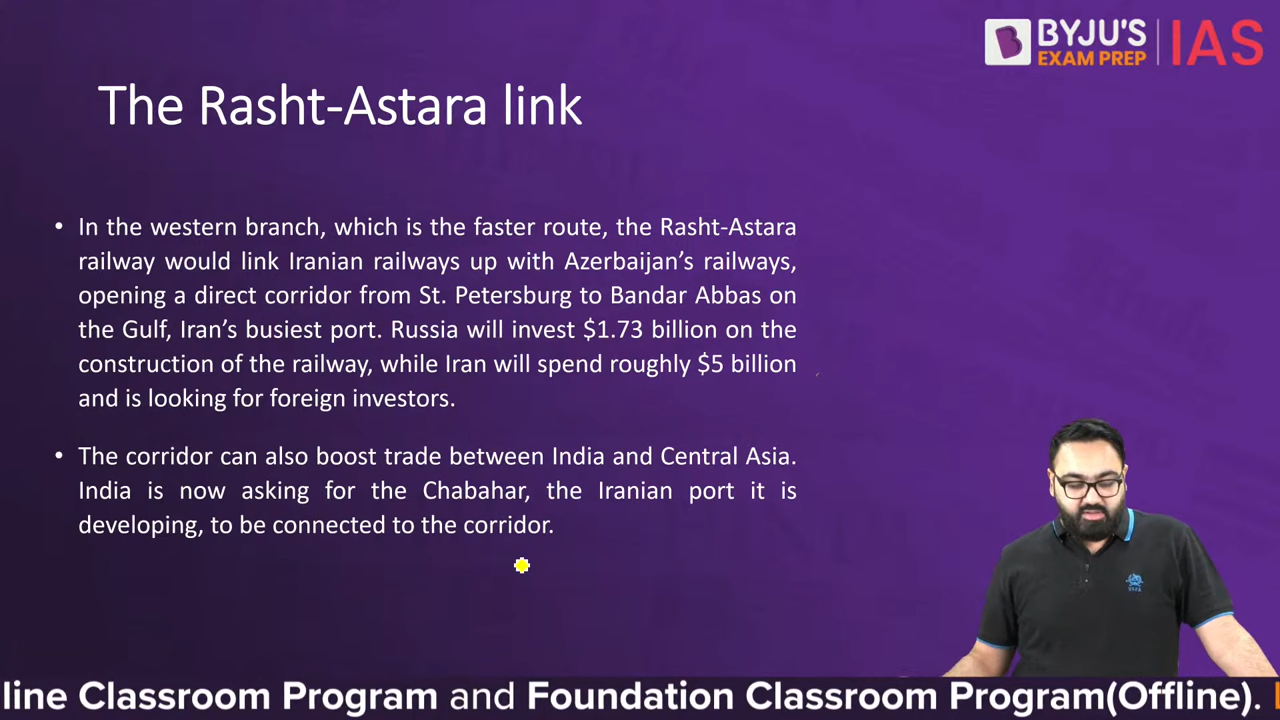 BYJU'S
EXAM PREP
IAS
The Rasht-Astara link
• In the western branch, which is the faster route, the Rasht-Astara
railway would link Iranian railways up with Azerbaijan's railways,
opening a direct corridor from St. Petersburg to Bandar Abbas on
the Gulf, Iran's busiest port. Russia will invest $1.73 billion on the
construction of the railway, while Iran will spend roughly $5 billion
and is looking for foreign investors.
• The corridor can also boost trade between India and Central Asia.
India is now asking for the Chabahar, the Iranian port it is
developing, to be connected to the corridor.
line Classroom Program and Foundation Classroom Program(Offline).